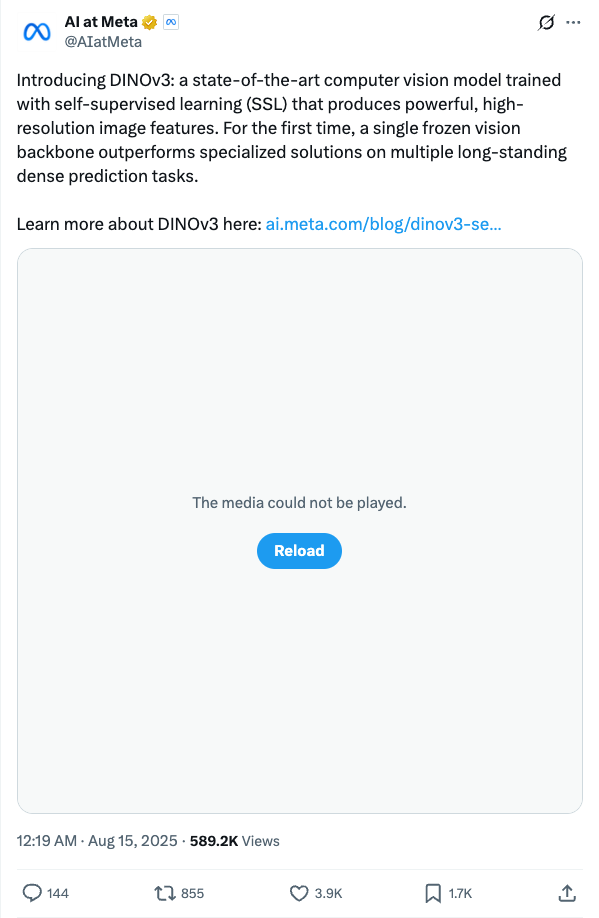 AI at Meta
@AIatMeta
Introducing DINOv3: a state-of-the-art computer vision model trained
with self-supervised learning (SSL) that produces powerful, high-
resolution image features. For the first time, a single frozen vision
backbone outperforms specialized solutions on multiple long-standing
dense prediction tasks.
Learn more about DINOv3 here: ai.meta.com/blog/dinov3-se...
The media could not be played.
Reload
12:19 AM · Aug 15, 2025 · 589.2K Views
144 855 3.9K 1.7K